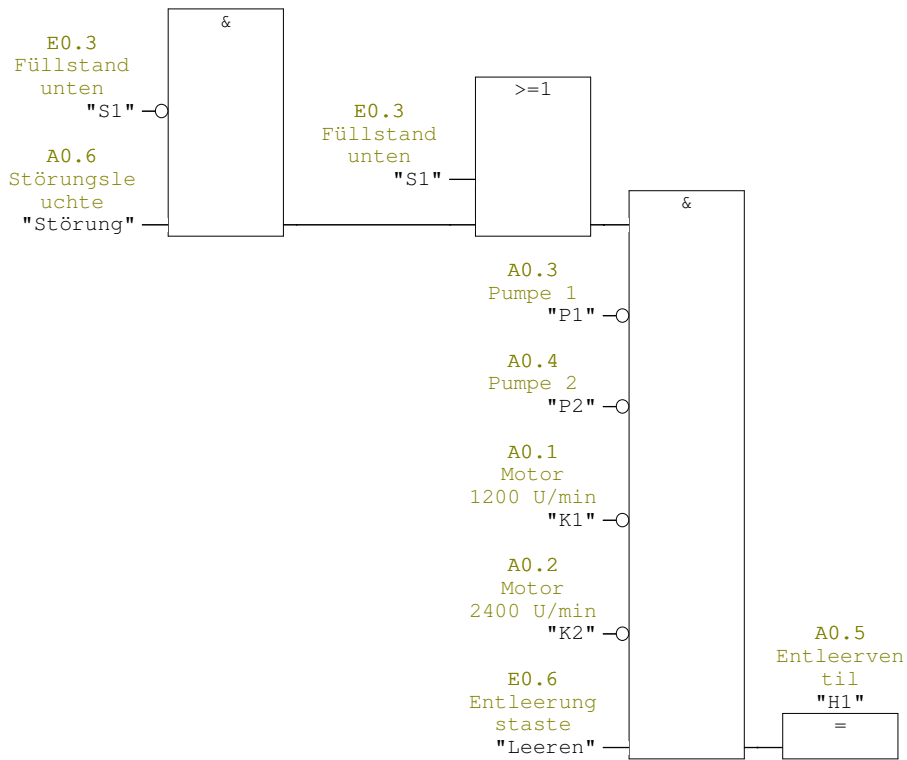 &
E0.3
Füllstand
unten
"S1"
A0.6
Störungsle
uchte
"Störung"
>=1
E0.3
Füllstand
unten
"S1"
&
A0.3
Pumpe 1
"P1"
A0.4
Pumpe 2
"P2"
A0.1
Motor
1200 U/min
"K1"
A0.2
Motor
2400 U/min
"K2"
E0.6
Entleerung
staste
"Leeren"
A0.5
Entleerven
til
"H1"
=